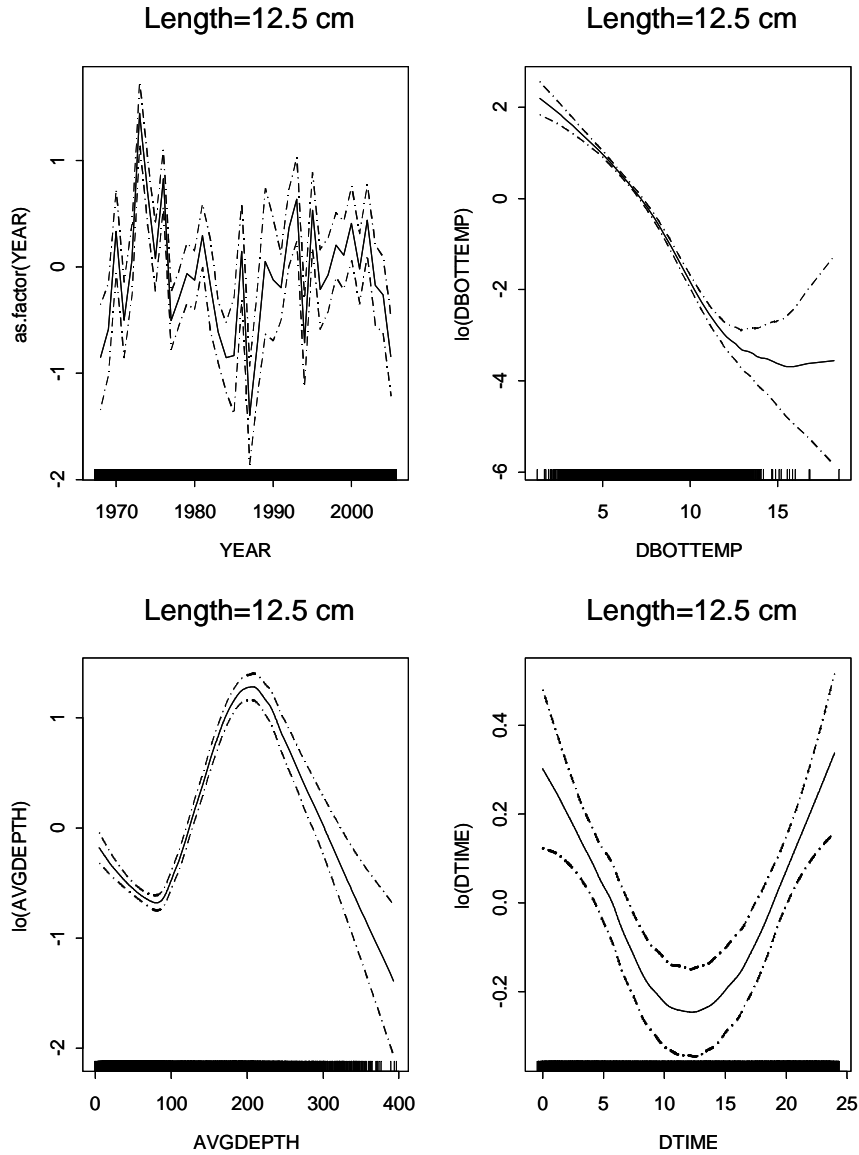 Length=12.5 cm
Length=12.5 cm
as.factor(YEAR)
1
0
-1
-2
1970 1980 1990 2000
YEAR
lo(DBOTTEMP)
2
0
-2
-4
-6
5 10 15
DBOTTEMP
Length=12.5 cm
Length=12.5 cm
lo(AVGDEPTH)
1
0
-1
-2
0 100 200 300 400
AVGDEPTH
lo(DTIME)
0.4
0.2
0.0
-0.2
0 5 10 15 20 25
DTIME